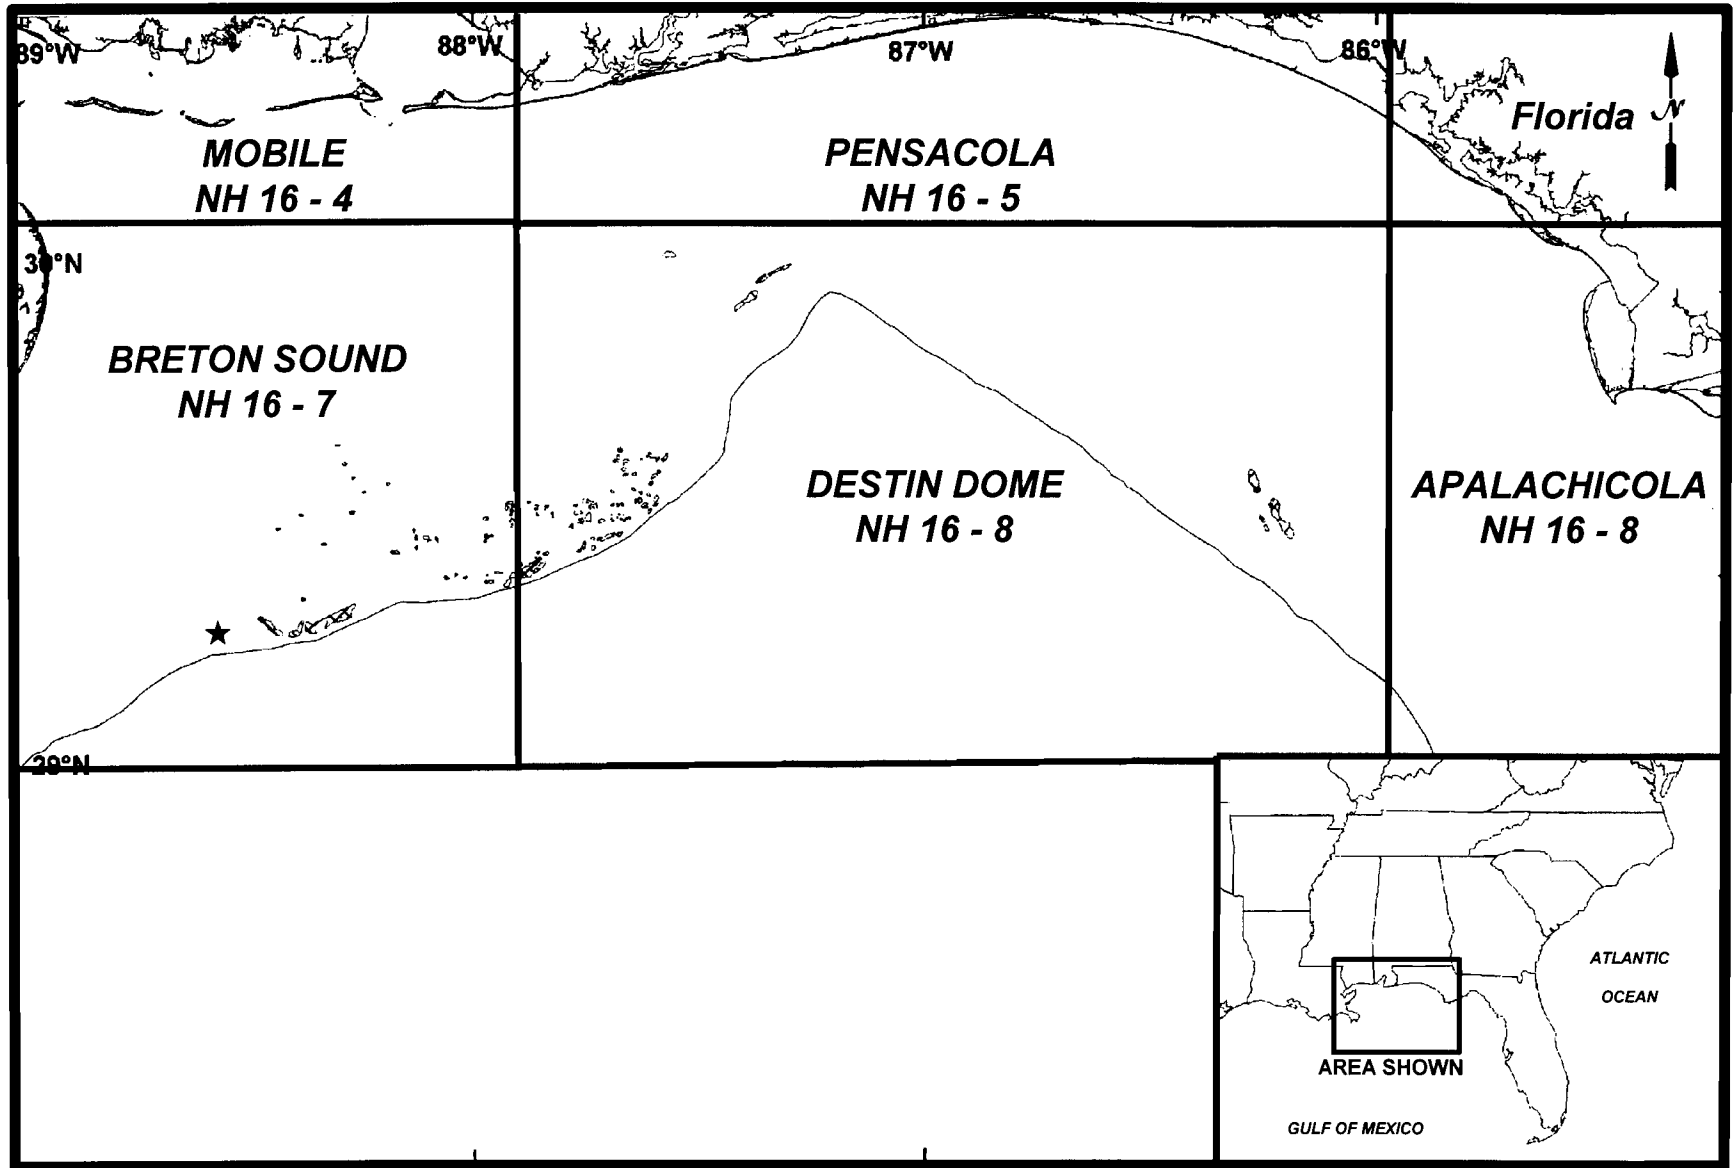 89°W
88°W
87°W
86°W
Florida
N
MOBILE
NH 16 - 4
PENSACOLA
NH 16 - 5
30°N
BRETON SOUND
NH 16 - 7
DESTIN DOME
NH 16 - 8
APALACHICOLA
NH 16 - 8
29°N
ATLANTIC
OCEAN
AREA SHOWN
GULF OF MEXICO